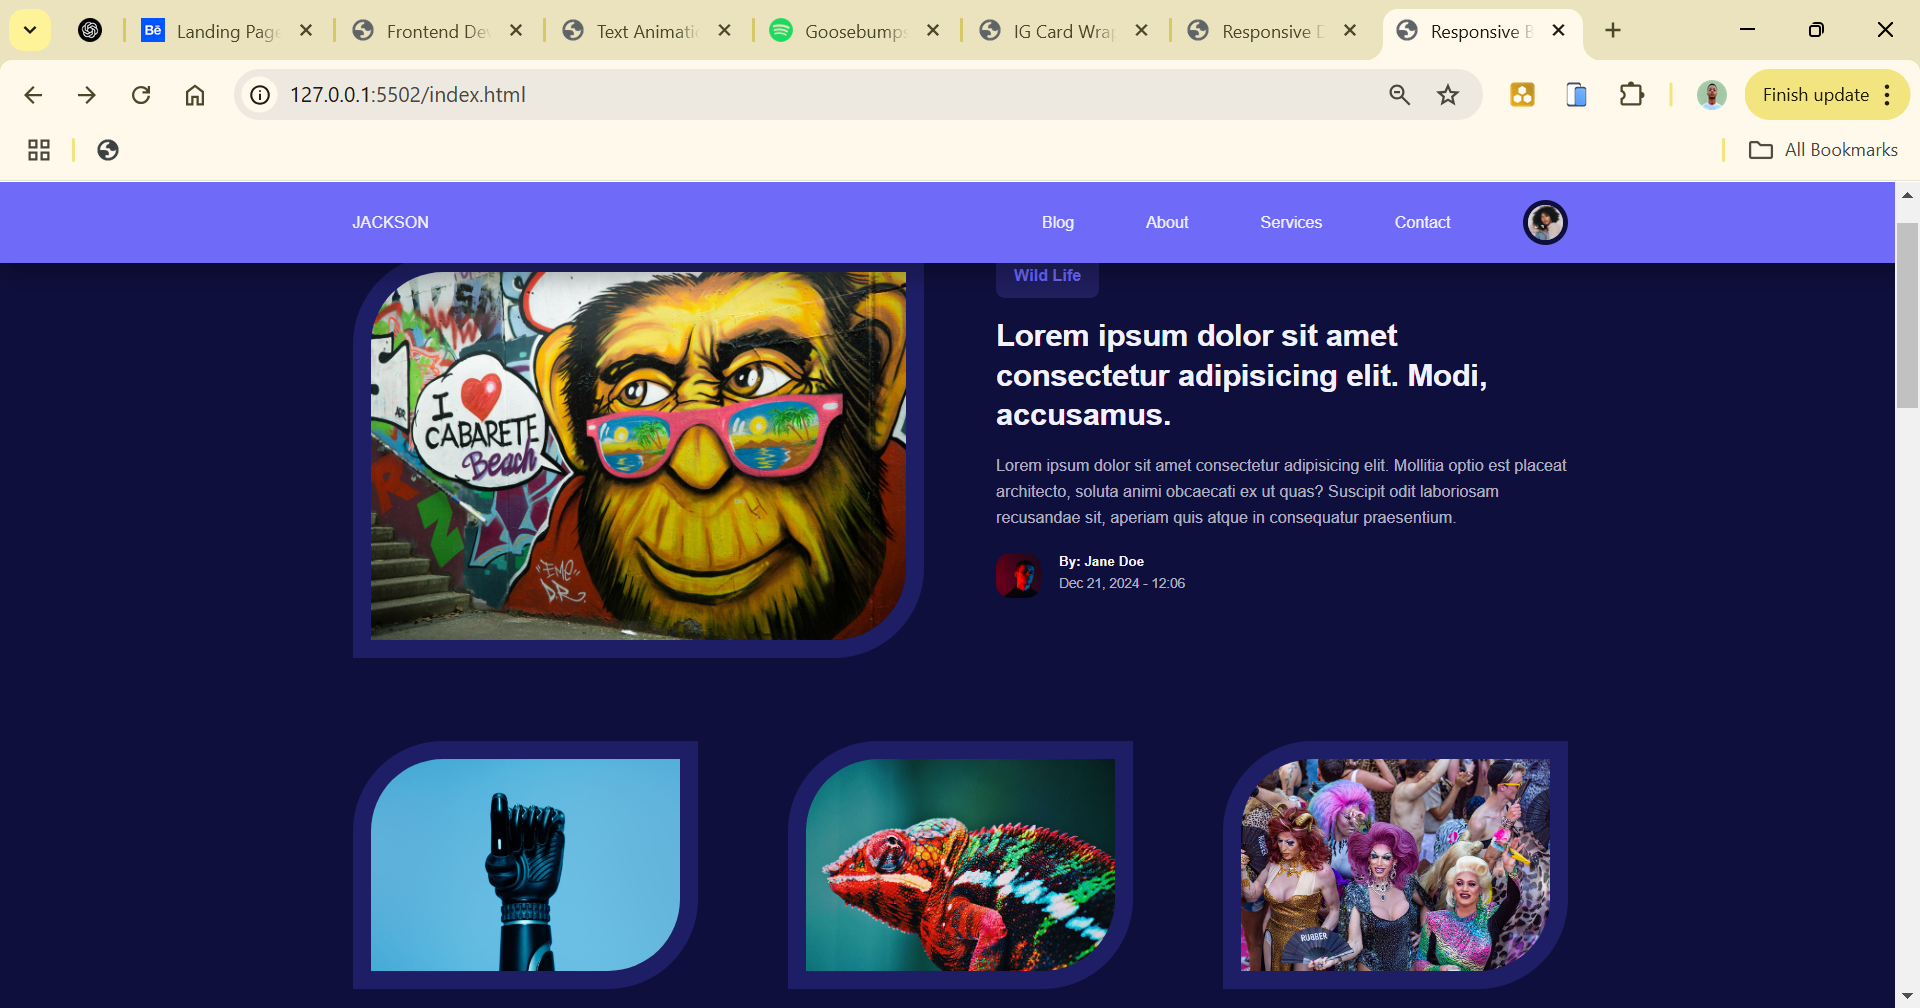 Bē Landing Page
Frontend Dev
Text Animati
Goosebumps
IG Card Wrap
Responsive D
Responsive B
127.0.0.1:5502/index.html
Finish update
All Bookmarks
JACKSON
Blog
About
Services
Contact
Wild Life
I
CABARETE
Beach
Lorem ipsum dolor sit amet
consectetur adipisicing elit. Modi,
accusamus.
Lorem ipsum dolor sit amet consectetur adipisicing elit. Mollitia optio est placeat
architecto, soluta animi obcaecati ex ut quas? Suscipit odit laboriosam
recusandae sit, aperiam quis atque in consequatur praesentium.
By: Jane Doe
Dec 21, 2024 - 12:06
RUBBER